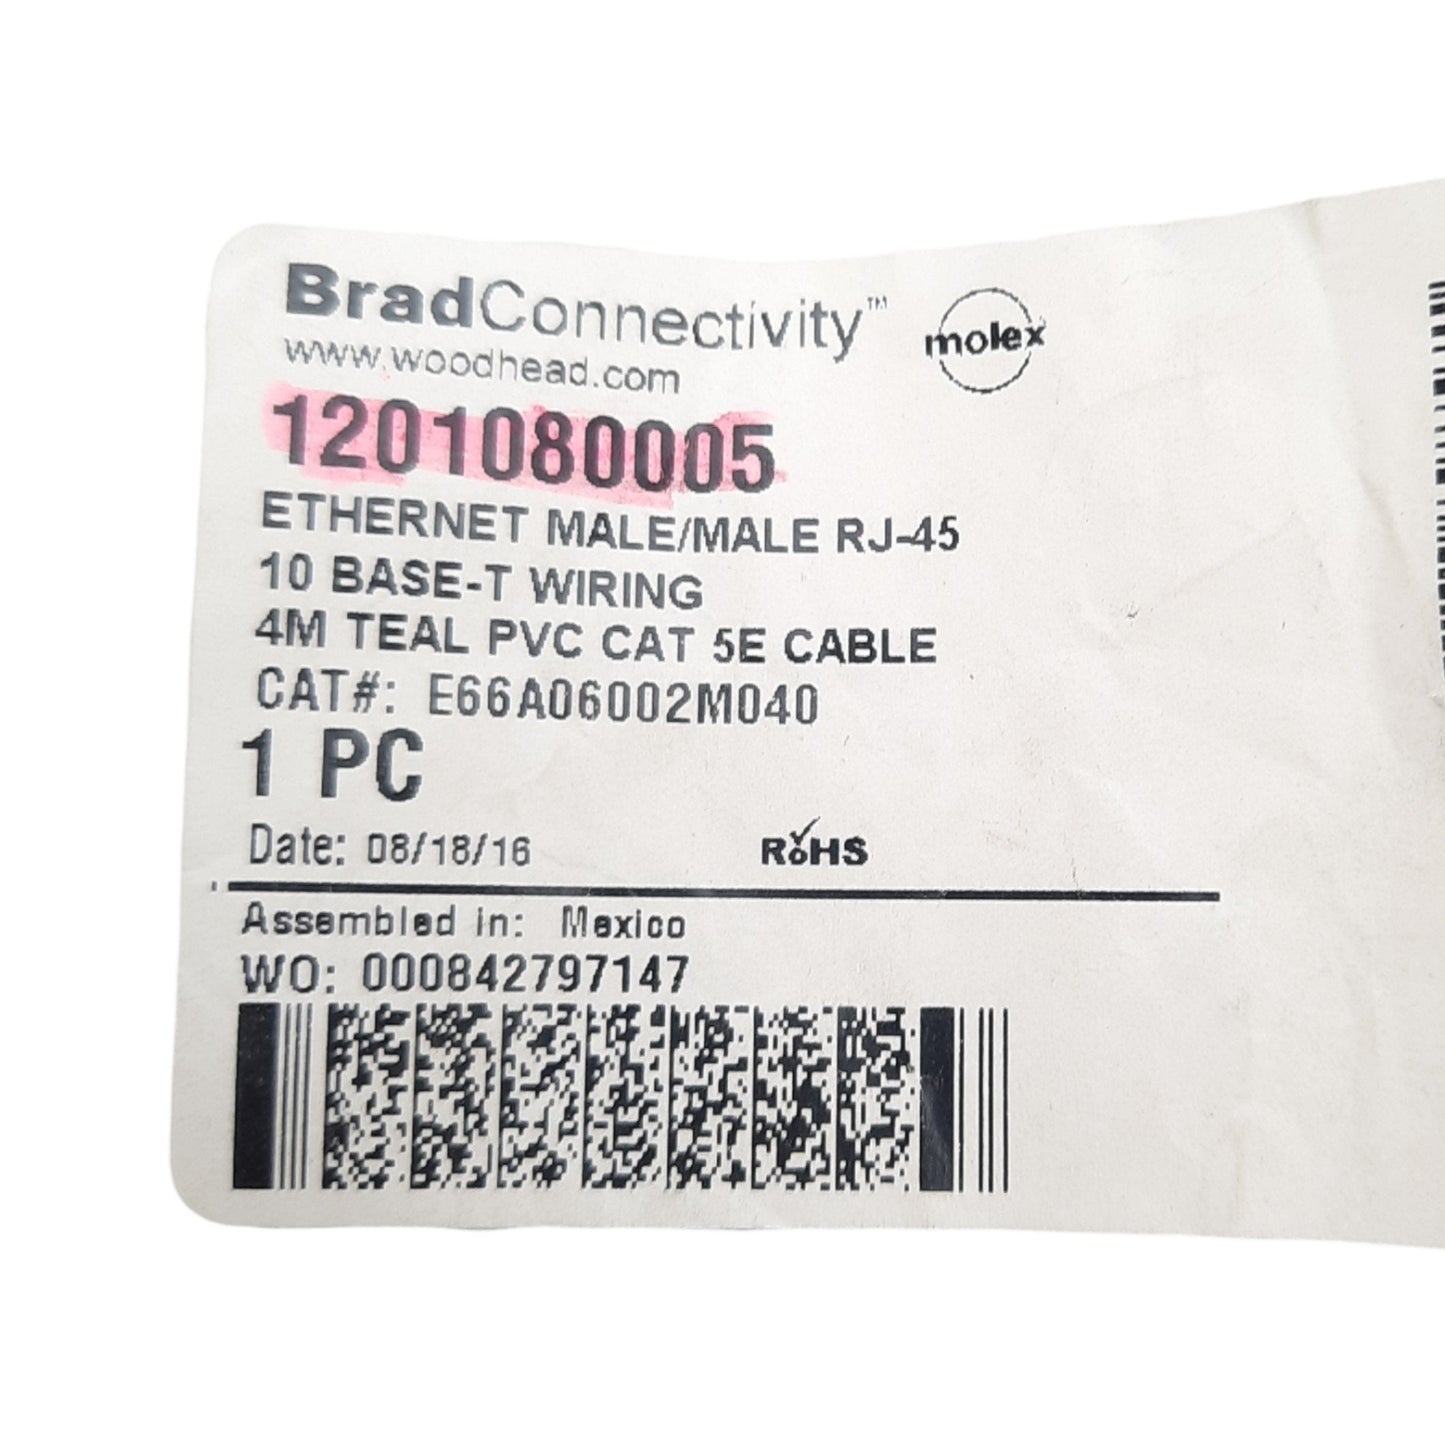 BradConnectivity™
molex
www.woodhead.com
1201080005
ETHERNET MALE/MALE RJ-45
10 BASE-T WIRING
4M TEAL PVC CAT 5E CABLE
CAT#: E66A06002M040
1 PC
Date: 08/18/16
RoHS
Assembled in: Mexico
WO: 000842797147